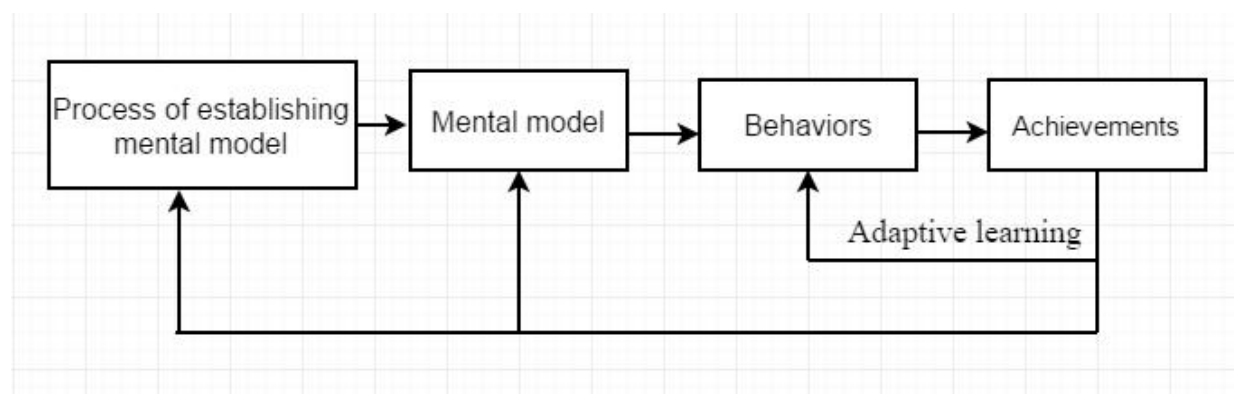 Process of establishing
mental model
Mental model
Behaviors
Achievements
Adaptive learning